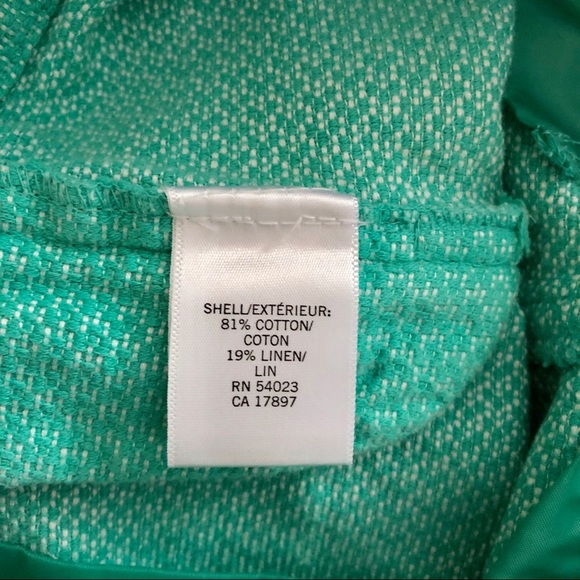 SHELL/EXTÉRIEUR:
81% COTTON/
COTON
19% LINEN/
LIN
RN 54023
CA 17897